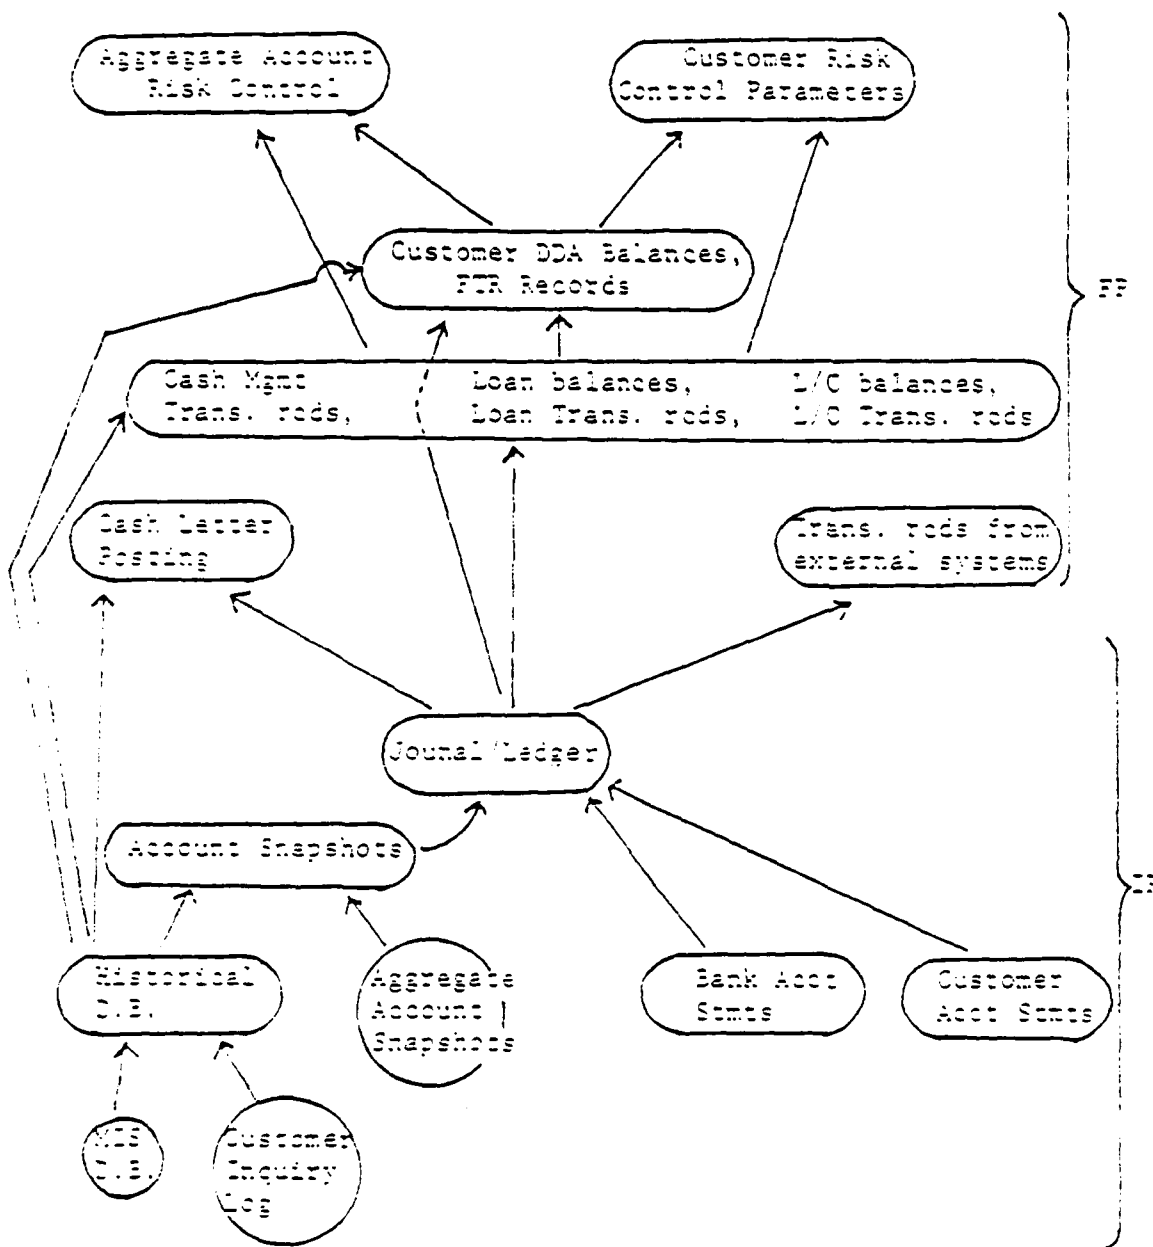 Aggregate Account
Risk Control
Customer Risk
Control Parameters
Customer DDA Balances,
FTR Records
Cash Mgmt
Trans. rcds,
Loan balances,
Loan Trans. rcds,
L/C balances,
L/C Trans. rcds
Cash Letter
Posting
Trans. rcds from
external systems
Jounal/Ledger
Account Snapshots
Historical
D.B.
Aggregate
Account
Snapshots
Bank Acct
Stmts
Customer
Acct Stmts
MIS
D.B.
Customer
Inquiry
Log